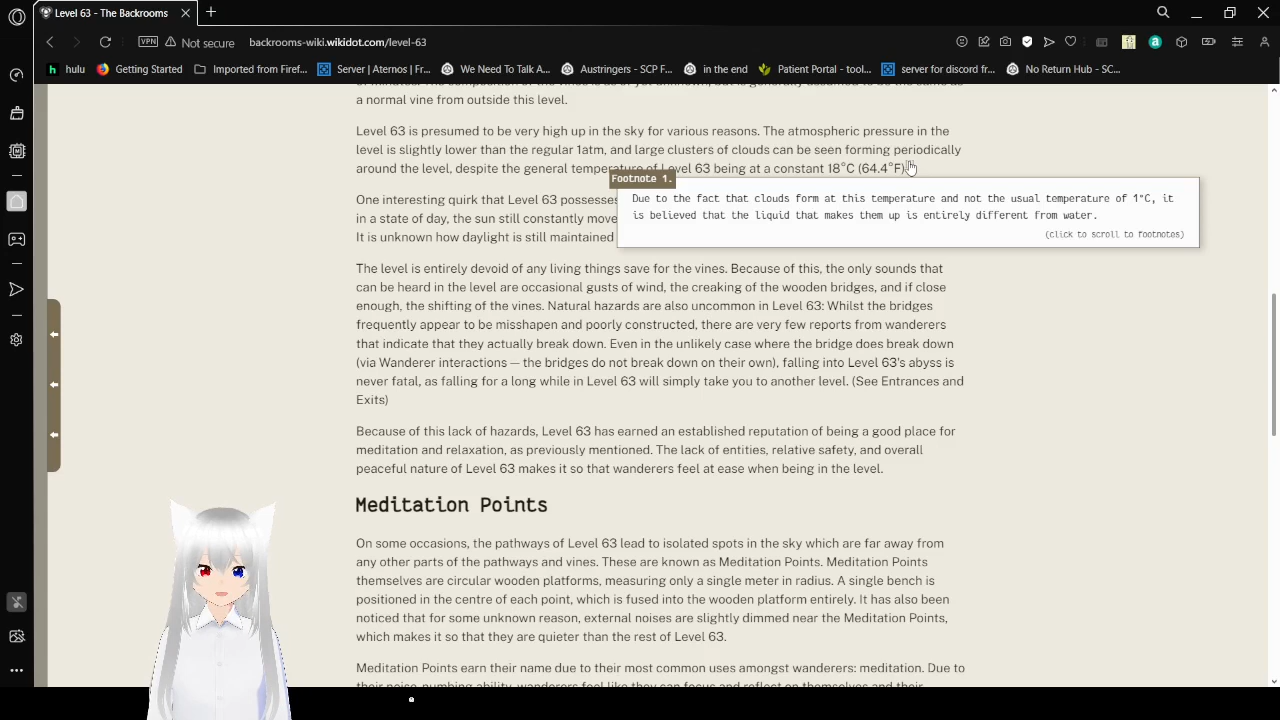 Level 63 - The Backrooms
VPN
Not secure
backrooms-wiki.wikidot.com/level-63
hulu
Getting Started
Imported from Firef...
Server | Aternos | Fr...
We Need To Talk A...
Austringers - SCP F...
in the end
Patient Portal - tool...
server for discord fra...
No Return Hub - SC...
a normal vine from outside this level.
Level 63 is presumed to be very high up in the sky for various reasons. The atmospheric pressure in the
level is slightly lower than the regular 1atm, and large clusters of clouds can be seen forming periodically
around the level, despite the general temperature of Level 63 being at a constant 18°C (64.4°F)
Footnote 1.
Due to the fact that clouds form at this temperature and not the usual temperature of 1°C, it
is believed that the liquid that makes them up is entirely different from water.
(click to scroll to footnotes)
One interesting quirk that Level 63 possesses
in a state of day, the sun still constantly move
It is unknown how daylight is still maintained
The level is entirely devoid of any living things save for the vines. Because of this, the only sounds that
can be heard in the level are occasional gusts of wind, the creaking of the wooden bridges, and if close
enough, the shifting of the vines. Natural hazards are also uncommon in Level 63: Whilst the bridges
frequently appear to be misshapen and poorly constructed, there are very few reports from wanderers
that indicate that they actually break down. Even in the unlikely case where the bridge does break down
(via Wanderer interactions — the bridges do not break down on their own), falling into Level 63's abyss is
never fatal, as falling for a long while in Level 63 will simply take you to another level. (See Entrances and
Exits)
Because of this lack of hazards, Level 63 has earned an established reputation of being a good place for
meditation and relaxation, as previously mentioned. The lack of entities, relative safety, and overall
peaceful nature of Level 63 makes it so that wanderers feel at ease when being in the level.
Meditation Points
On some occasions, the pathways of Level 63 lead to isolated spots in the sky which are far away from
any other parts of the pathways and vines. These are known as Meditation Points. Meditation Points
themselves are circular wooden platforms, measuring only a single meter in radius. A single bench is
positioned in the centre of each point, which is fused into the wooden platform entirely. It has also been
noticed that for some unknown reason, external noises are slightly dimmed near the Meditation Points,
which makes it so that they are quieter than the rest of Level 63.
Meditation Points earn their name due to their most common uses amongst wanderers: meditation. Due to